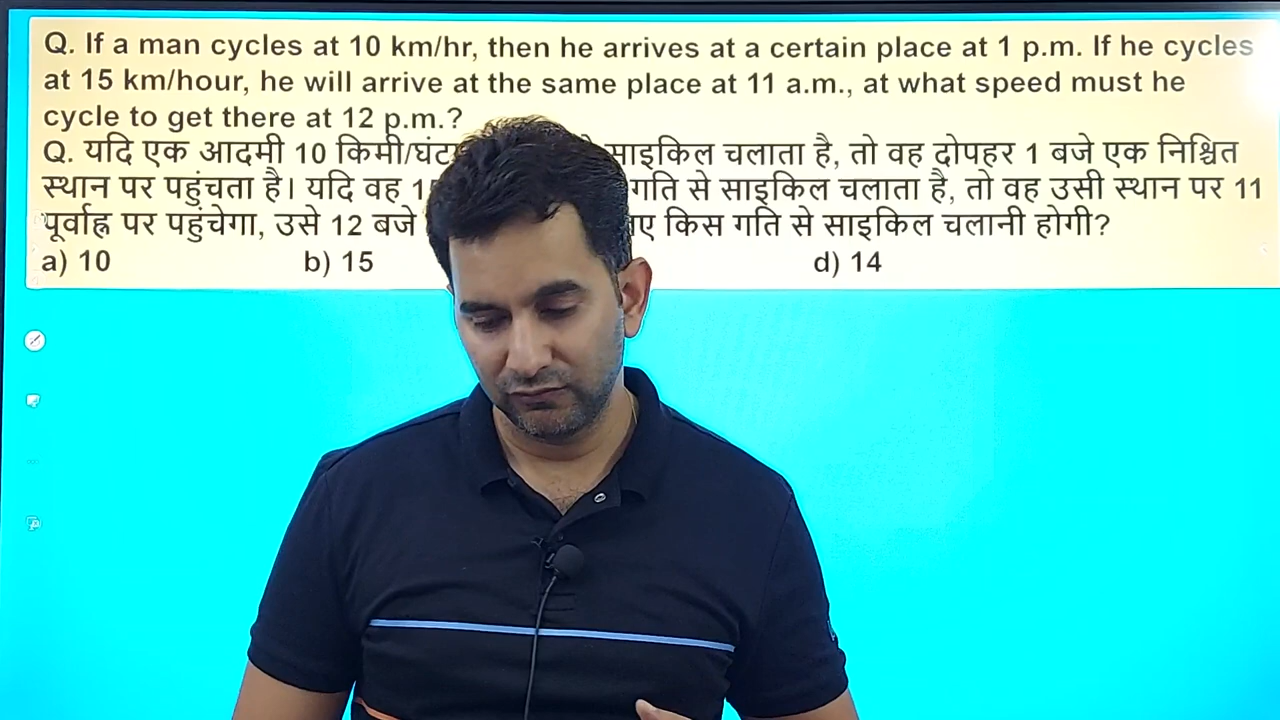 Q. If a man cycles at 10 km/hr, then he arrives at a certain place at 1 p.m. If he cycles
at 15 km/hour, he will arrive at the same place at 11 a.m., at what speed must he
cycle to get there at 12 p.m.?
Q. यदि एक आदमी 10 किमी/घंटा साइकिल चलाता है, तो वह दोपहर 1 बजे एक निश्चित
स्थान पर पहुंचता है। यदि वह गति से साइकिल चलाता है, तो वह उसी स्थान पर 11
पूर्वाह्न पर पहुंचेगा, उसे 12 बजे किस गति से साइकिल चलानी होगी?
a) 10 b) 15 d) 14